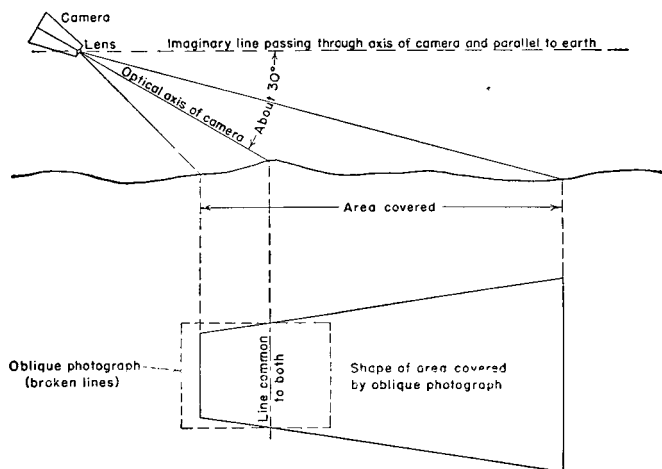 Camera
Lens
Imaginary line passing through axis of camera and parallel to earth
Optical axis of camera
About 30°
Area covered
Oblique photograph
(broken lines)
Line common
to both
Shape of area covered
by oblique photograph